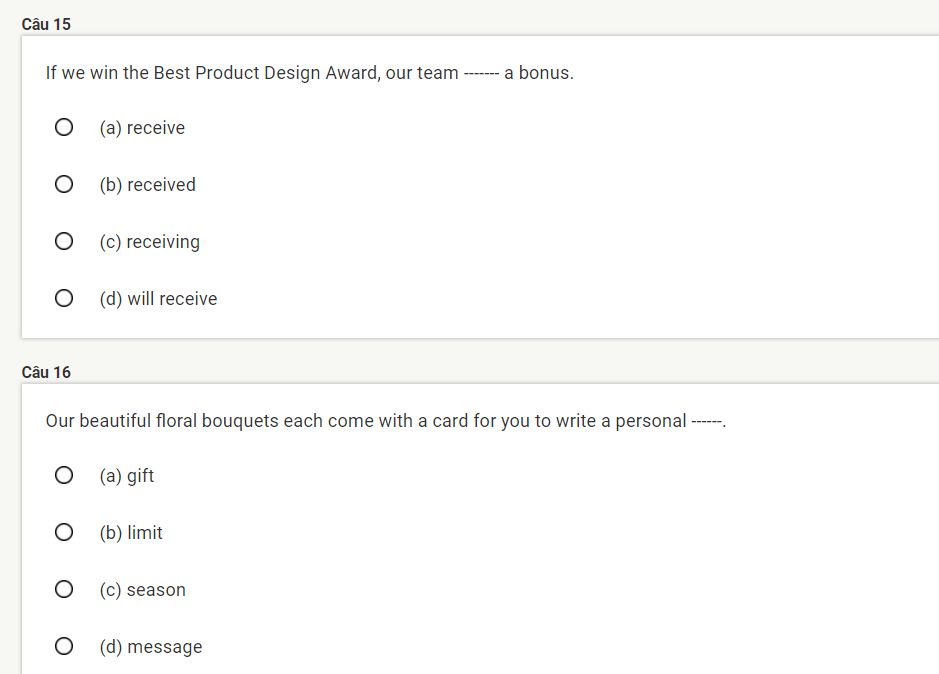 Câu 15
If we win the Best Product Design Award, our team ------- a bonus.
(a) receive
(b) received
(c) receiving
(d) will receive
Câu 16
Our beautiful floral bouquets each come with a card for you to write a personal ------.
(a) gift
(b) limit
(c) season
(d) message